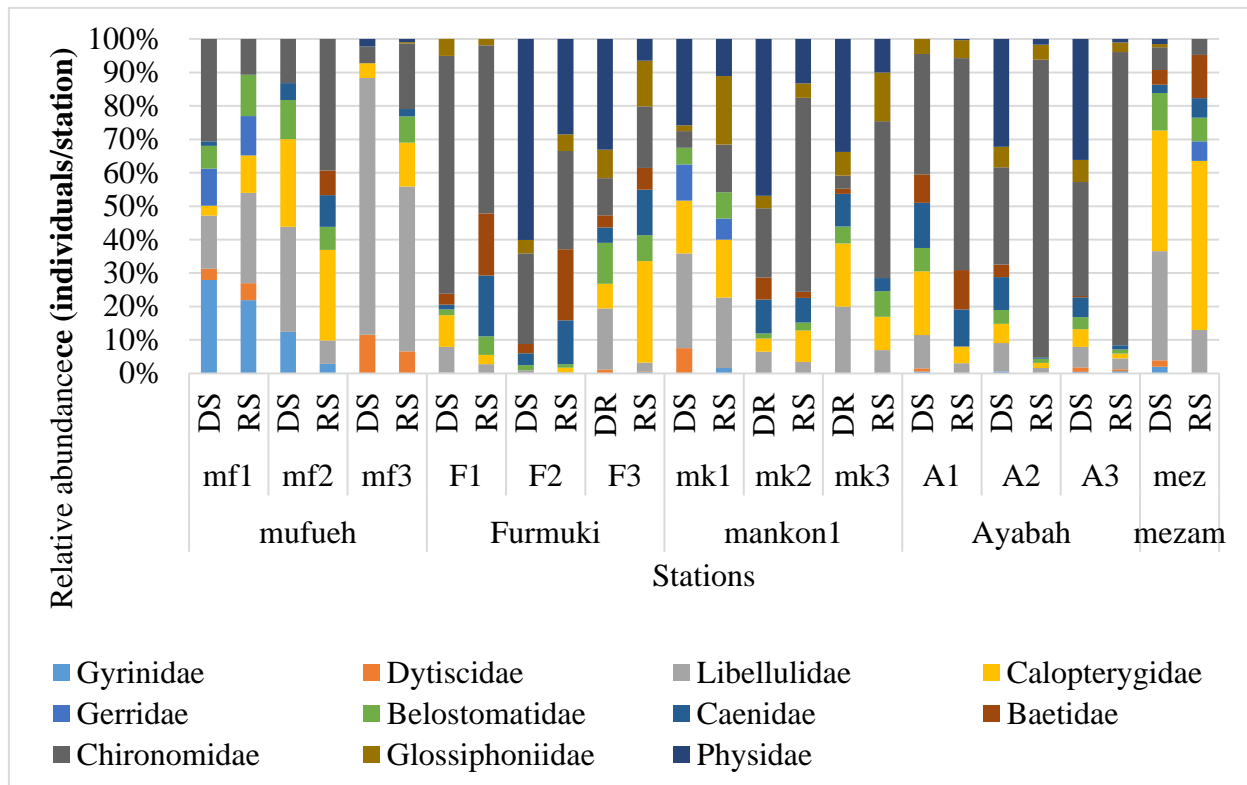 Relative abundancece (individuals/station)
100%
90%
80%
70%
60%
50%
40%
30%
20%
10%
0%
DS RS DS RS DS RS DS RS DS RS DR RS DS RS DR RS DR RS DS RS DS RS DS RS DS RS
mf1 mf2 mf3 F1 F2 F3 mk1 mk2 mk3 A1 A2 A3 mez
mufueh Furmuki mankon1 Ayabah mezam
Stations
Gyrinidae Dytiscidae Libellulidae Calopterygidae
Gerridae Belostomatidae Caenidae Baetidae
Chironomidae Glossiphoniidae Physidae